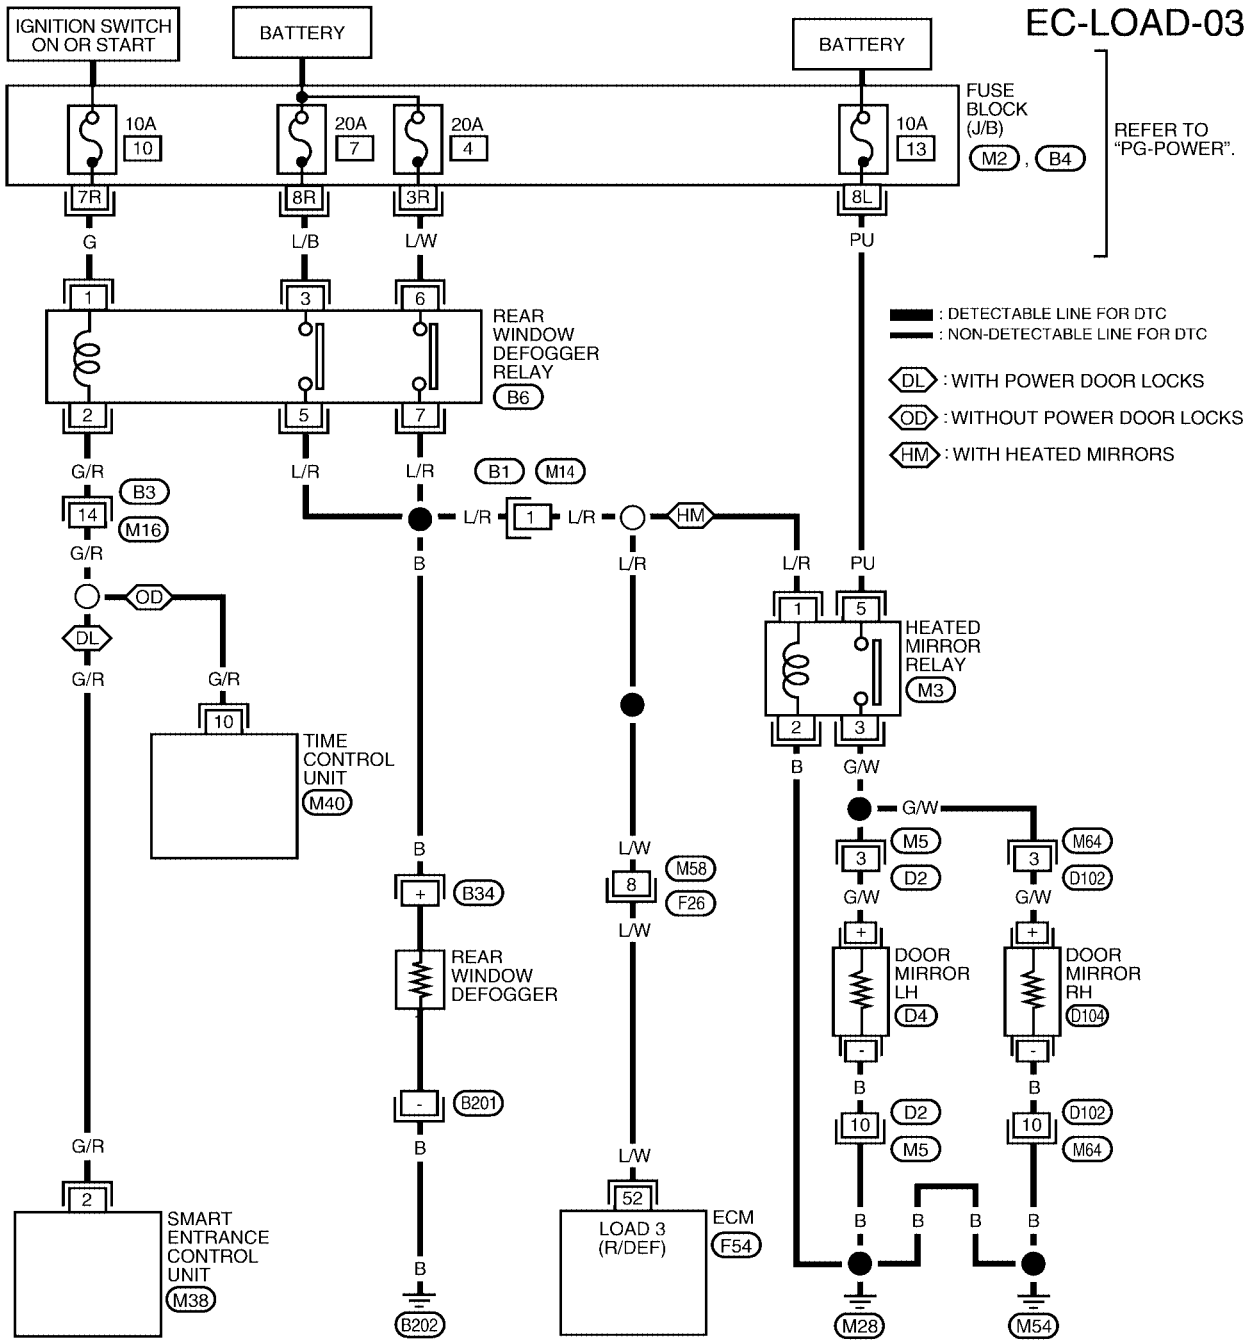 EC-LOAD-03
IGNITION SWITCH
ON OR START
BATTERY
BATTERY
10A
10
20A
7
20A
4
10A
13
FUSE
BLOCK
(J/B)
M2 , B4
REFER TO
"PG-POWER".
7R
8R
3R
8L
G
L/B
L/W
PU
1
3
6
REAR
WINDOW
DEFOGGER
RELAY
B6
: DETECTABLE LINE FOR DTC
: NON-DETECTABLE LINE FOR DTC
DL : WITH POWER DOOR LOCKS
OD : WITHOUT POWER DOOR LOCKS
HM : WITH HEATED MIRRORS
2
5
7
G/R
L/R
L/R
B1
M14
14
B3
M16
L/R
1
L/R
HM
G/R
B
L/R
L/R
PU
OD
DL
G/R
G/R
1
5
HEATED
MIRROR
RELAY
M3
10
TIME
CONTROL
UNIT
M40
2
3
B
G/W
G/W
B
L/W
3
M5
D2
3
M64
D102
+
B34
8
M58
F26
G/W
G/W
L/W
+
+
REAR
WINDOW
DEFOGGER
DOOR
MIRROR
LH
D4
DOOR
MIRROR
RH
D104
-
-
-
B201
B
B
10
D2
M5
10
D102
M64
G/R
B
L/W
2
52
SMART
ENTRANCE
CONTROL
UNIT
M38
LOAD 3
(R/DEF)
ECM
F54
B
B
B
B
B
B202
M28
M54